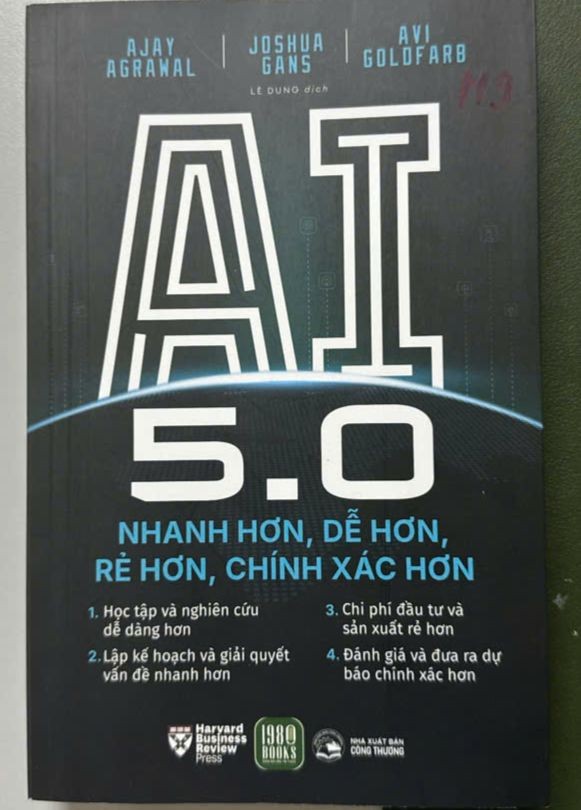 AJAY
AGRAWAL
JOSHUA
GANS
AVI
GOLDFARB
LÊ DUNG dịch
AI
5.0
NHANH HƠN, DỄ HƠN,
RẺ HƠN, CHÍNH XÁC HƠN
1. Học tập và nghiên cứu
dễ dàng hơn
2. Lập kế hoạch và giải quyết
vấn đề nhanh hơn
3. Chi phí đầu tư và
sản xuất rẻ hơn
4. Đánh giá và đưa ra dự
báo chính xác hơn
Harvard
Business
Review
Press
1980
BOOKS
NHÀ XUẤT BẢN
CÔNG THƯƠNG